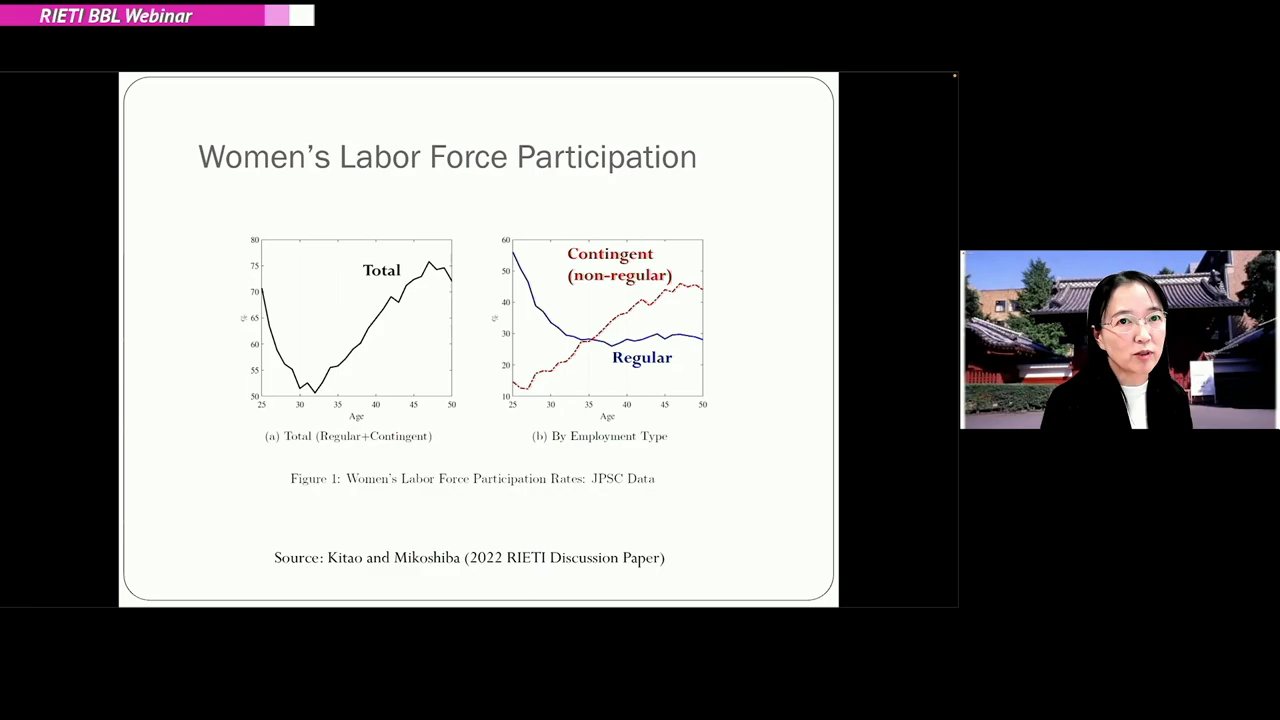 RIETI BBL Webinar
Women's Labor Force Participation
80
75
70
65
60
55
50
%
Total
25 30 35 40 45 50
Age
(a) Total (Regular+Contingent)
60
50
40
30
20
10
%
Contingent
(non-regular)
Regular
25 30 35 40 45 50
Age
(b) By Employment Type
Figure 1: Women's Labor Force Participation Rates: JPSC Data
Source: Kitao and Mikoshiba (2022 RIETI Discussion Paper)